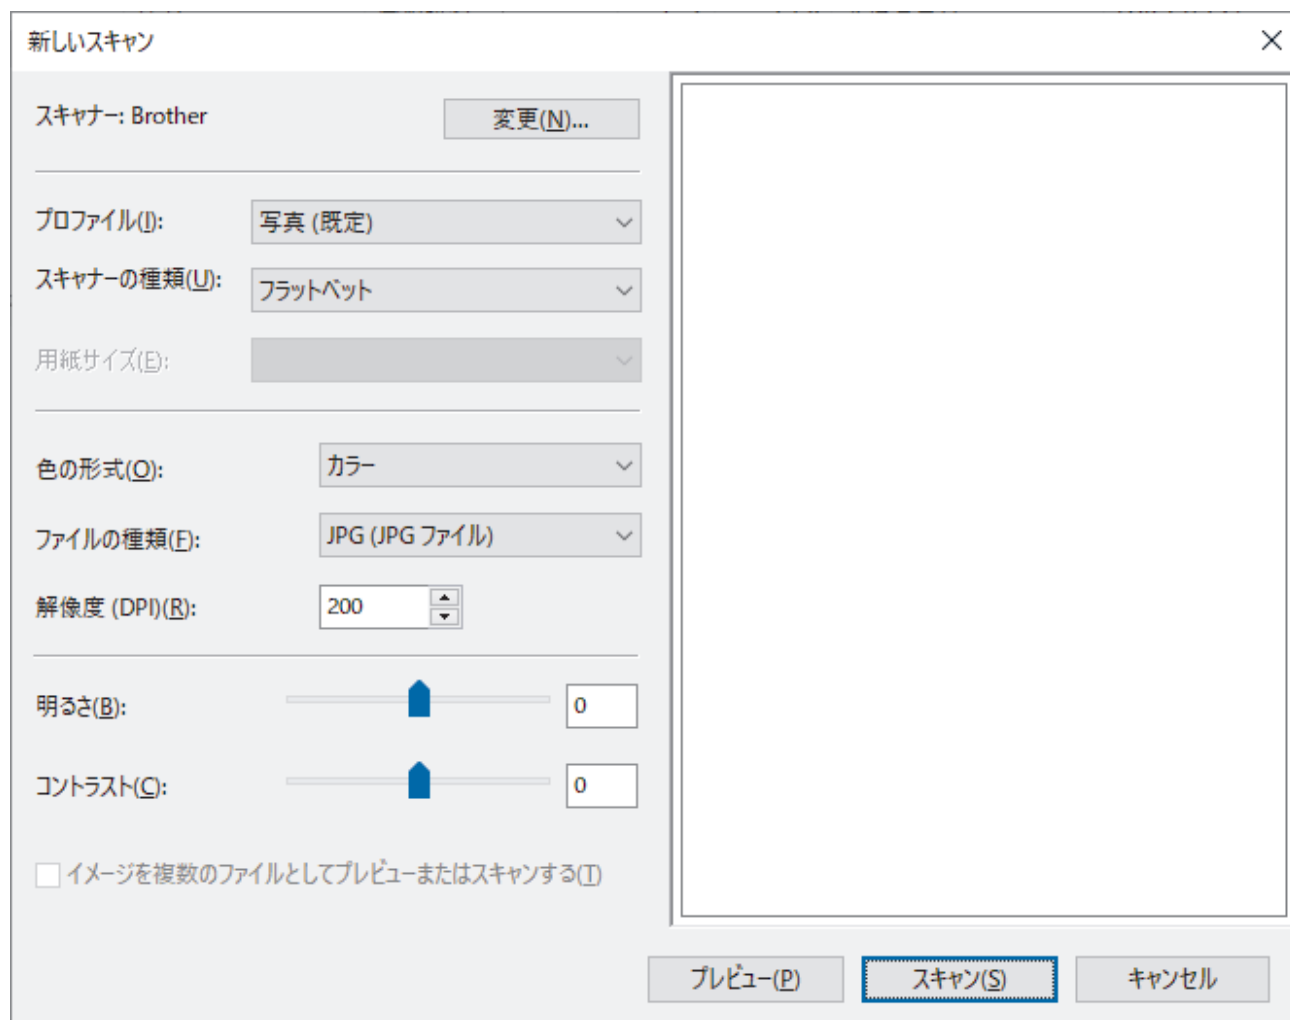 新しいスキャン
スキャナー: Brother
変更(N)...
プロファイル(I):
写真 (既定)
スキャナーの種類(U):
フラットベット
用紙サイズ(E):
色の形式(O):
カラー
ファイルの種類(F):
JPG (JPG ファイル)
解像度 (DPI)(R):
200
明るさ(B):
0
コントラスト(C):
0
イメージを複数のファイルとしてプレビューまたはスキャンする(T)
プレビュー(P)
スキャン(S)
キャンセル